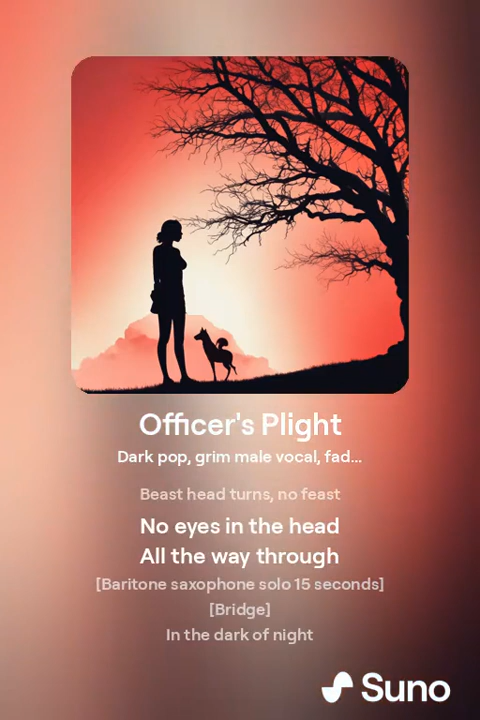 Officer's Plight
Dark pop, grim male vocal, fad...
Beast head turns, no feast
No eyes in the head
All the way through
[Baritone saxophone solo 15 seconds]
[Bridge]
In the dark of night
Suno